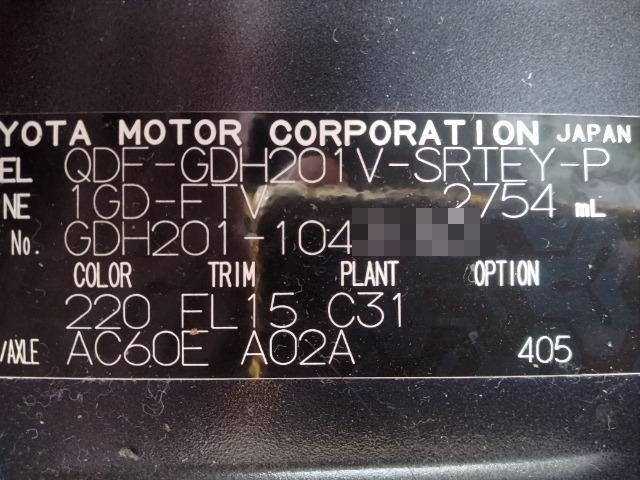 YOTA MOTOR CORPORATION JAPAN
EL QDF-GDH201V-SRTEY-P
NE 1GD-FTV 2754 mL
No. GDH201-104
COLOR TRIM PLANT OPTION
220 FL15 C31
/AXLE AC60E A02A 405